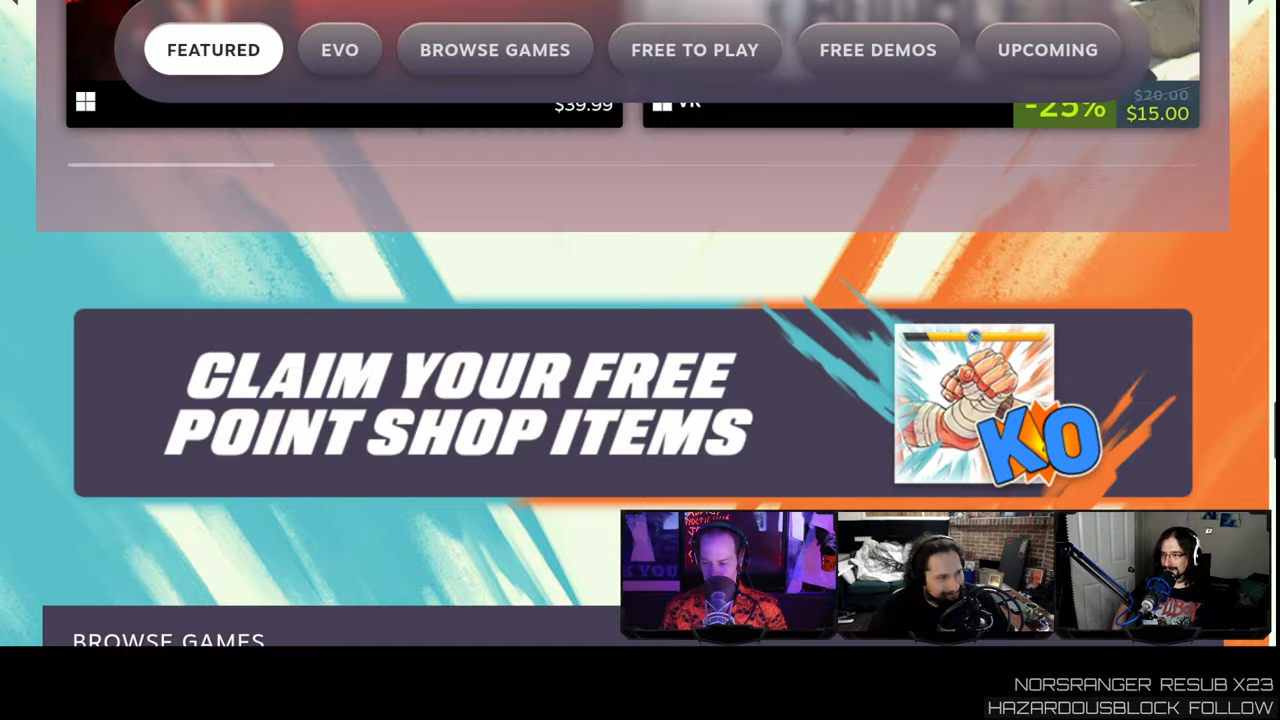 FEATURED
EVO
BROWSE GAMES
FREE TO PLAY
FREE DEMOS
UPCOMING
$39.99
VR
-25%
$20.00
$15.00
CLAIM YOUR FREE
POINT SHOP ITEMS
KO
BROWSE GAMES
NORSRANGER RESUB X23
HAZARDOUSBLOCK FOLLOW